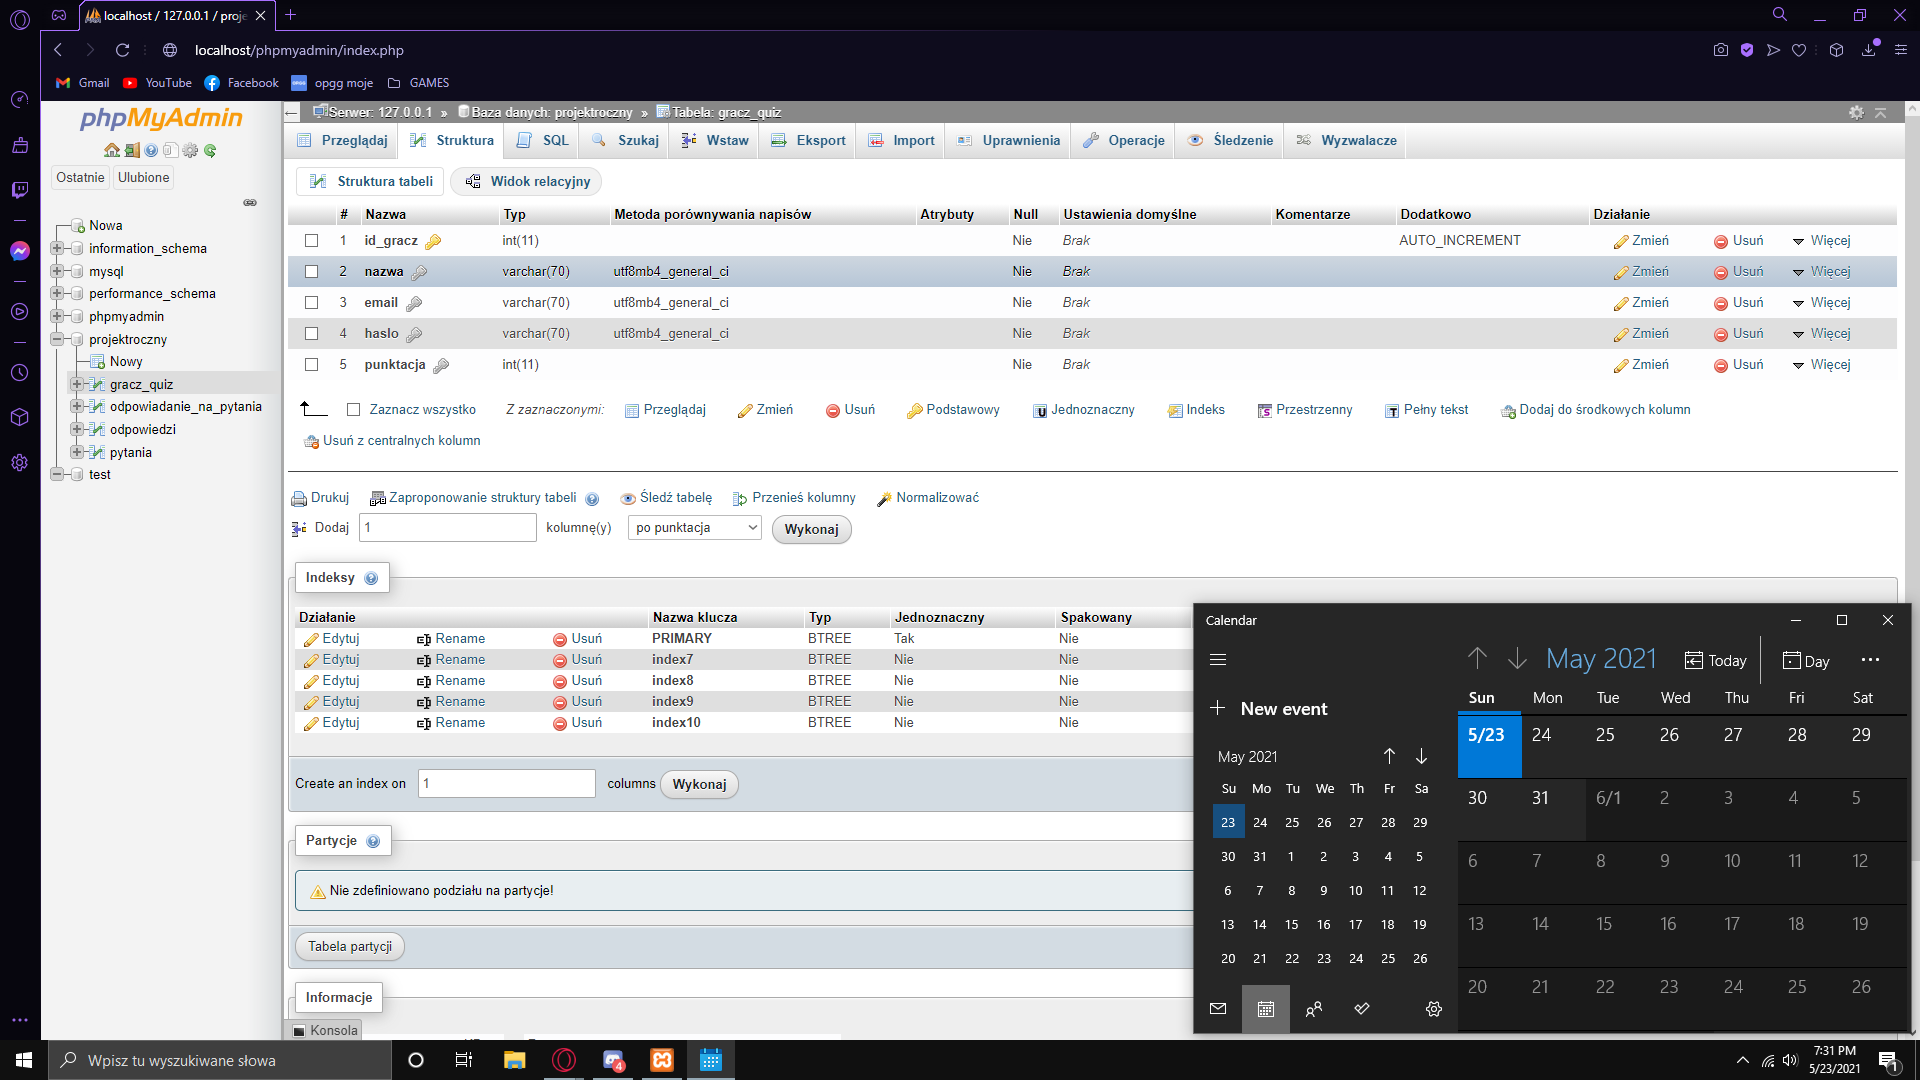 localhost / 127.0.0.1 / proje
localhost/phpmyadmin/index.php
Gmail YouTube Facebook opgg moje GAMES
phpMyAdmin
Ostatnie Ulubione
Nowa
information_schema
mysql
performance_schema
phpmyadmin
projektroczny
Nowy
gracz_quiz
odpowiadanie_na_pytania
odpowiedzi
pytania
test
Serwer: 127.0.0.1 » Baza danych: projektroczny » Tabela: gracz_quiz
Przeglądaj Struktura SQL Szukaj Wstaw Eksport Import Uprawnienia Operacje Śledzenie Wyzwalacze
Struktura tabeli Widok relacyjny
# Nazwa Typ Metoda porównywania napisów Atrybuty Null Ustawienia domyślne Komentarze Dodatkowo Działanie
1 id_gracz int(11) Nie Brak AUTO_INCREMENT Zmień Usuń Więcej
2 nazwa varchar(70) utf8mb4_general_ci Nie Brak Zmień Usuń Więcej
3 email varchar(70) utf8mb4_general_ci Nie Brak Zmień Usuń Więcej
4 haslo varchar(70) utf8mb4_general_ci Nie Brak Zmień Usuń Więcej
5 punktacja int(11) Nie Brak Zmień Usuń Więcej
Zaznacz wszystko Z zaznaczonymi: Przeglądaj Zmień Usuń Podstawowy Jednoznaczny Indeks Przestrzenny Pełny tekst Dodaj do środkowych kolumn
Usuń z centralnych kolumn
Drukuj Zaproponowanie struktury tabeli Śledź tabelę Przenieś kolumny Normalizować
Dodaj 1 kolumnę(y) po punktacja Wykonaj
Indeksy
Działanie Nazwa klucza Typ Jednoznaczny Spakowany
Edytuj Rename Usuń PRIMARY BTREE Tak Nie
Edytuj Rename Usuń index7 BTREE Nie Nie
Edytuj Rename Usuń index8 BTREE Nie Nie
Edytuj Rename Usuń index9 BTREE Nie Nie
Edytuj Rename Usuń index10 BTREE Nie Nie
Create an index on 1 columns Wykonaj
Partycje
Nie zdefiniowano podziału na partycje!
Tabela partycji
Informacje
Konsola
Calendar
New event
May 2021
Su Mo Tu We Th Fr Sa
23 24 25 26 27 28 29
30 31 1 2 3 4 5
6 7 8 9 10 11 12
13 14 15 16 17 18 19
20 21 22 23 24 25 26
May 2021 Today Day
Sun Mon Tue Wed Thu Fri Sat
5/23 24 25 26 27 28 29
30 31 6/1 2 3 4 5
6 7 8 9 10 11 12
13 14 15 16 17 18 19
20 21 22 23 24 25 26
Wpisz tu wyszukiwane słowa
4
7:31 PM
5/23/2021
1